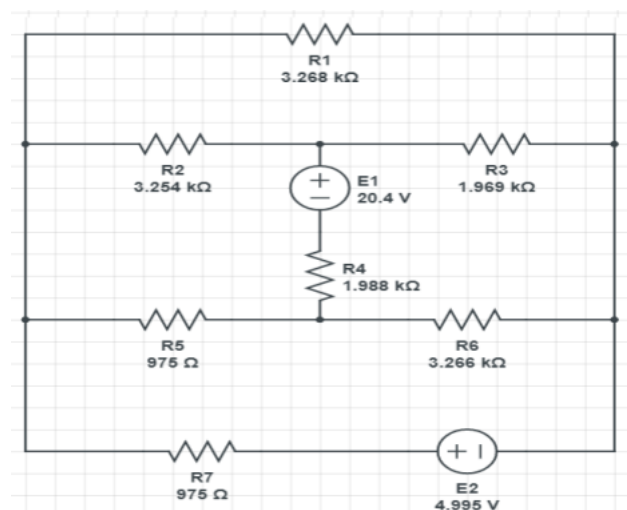 R1
3.268 kΩ
R2
3.254 kΩ
R3
1.969 kΩ
E1
20.4 V
R4
1.988 kΩ
R5
975 Ω
R6
3.266 kΩ
R7
975 Ω
E2
4.995 V